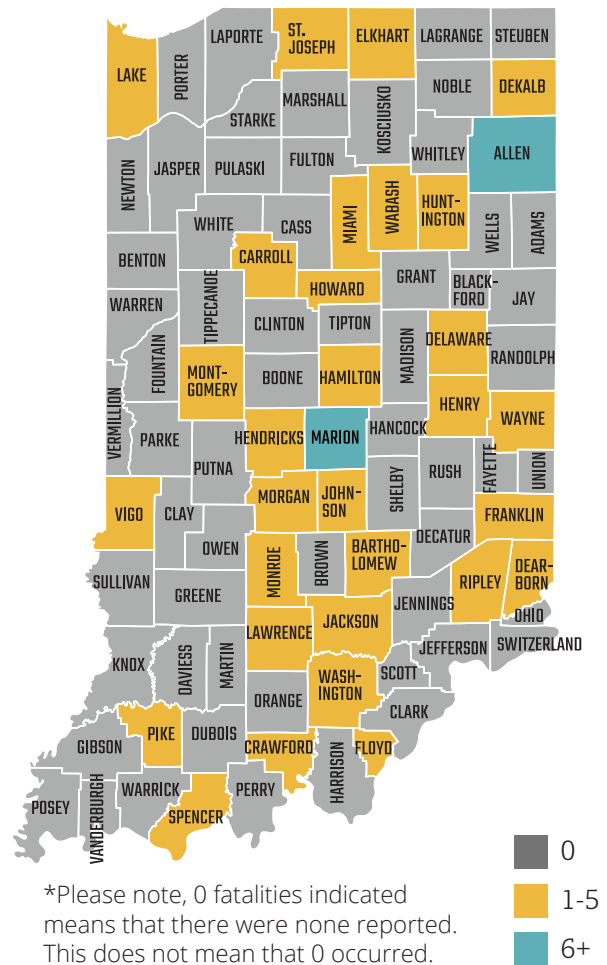 LAPORTE
ST.
JOSEPH
ELKHART
LAGRANGE
STEUBEN
LAKE
PORTER
NOBLE
DEKALB
MARSHALL
STARKE
KOSCIUSKO
WHITLEY
ALLEN
NEWTON
JASPER
PULASKI
FULTON
WHITE
CASS
MIAMI
WABASH
HUNT-
INGTON
WELLS
ADAMS
BENTON
CARROLL
HOWARD
GRANT
BLACK-
FORD
JAY
WARREN
TIPPECANOE
CLINTON
TIPTON
MADISON
DELAWARE
RANDOLPH
FOUNTAIN
MONT-
GOMERY
BOONE
HAMILTON
HENRY
WAYNE
VERMILLION
PARKE
PUTNA
HENDRICKS
MARION
HANCOCK
RUSH
FAYETTE
UNION
VIGO
CLAY
MORGAN
JOHN-
SON
SHELBY
FRANKLIN
OWEN
DECATUR
SULLIVAN
GREENE
MONROE
BROWN
BARTHO-
LOMEW
JENNINGS
RIPLEY
DEAR-
BORN
OHIO
KNOX
DAVIESS
MARTIN
LAWRENCE
JACKSON
JEFFERSON
SWITZERLAND
SCOTT
ORANGE
WASH-
INGTON
CLARK
GIBSON
PIKE
DUBOIS
CRAWFORD
FLOYD
HARRISON
POSEY
VANDERBURGH
WARRICK
SPENCER
PERRY
0
1-5
6+
*Please note, 0 fatalities indicated
means that there were none reported.
This does not mean that 0 occurred.